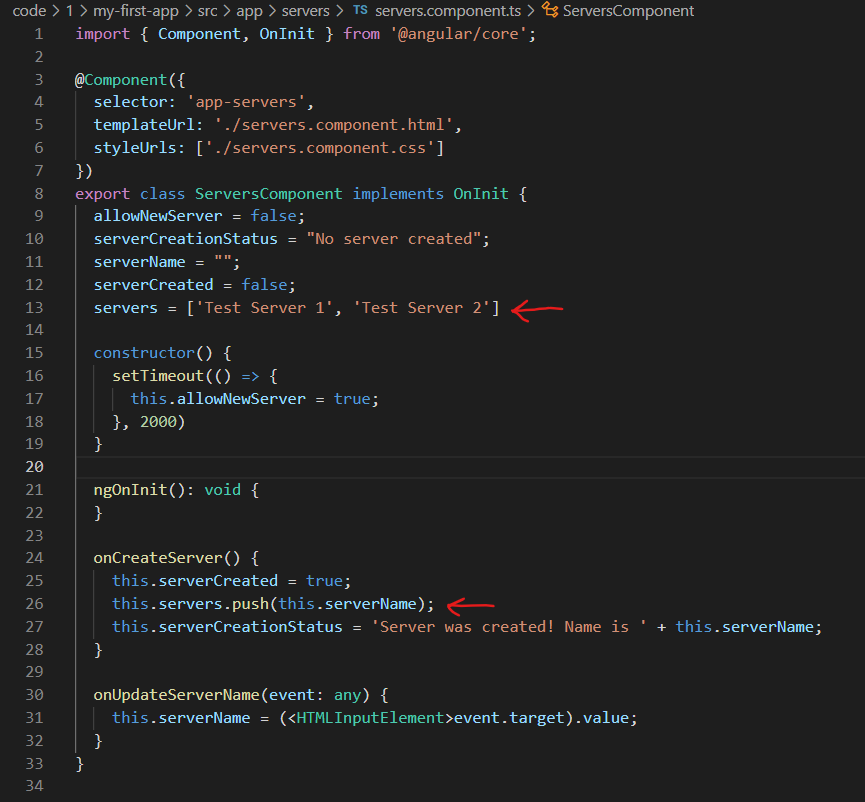 code > 1 > my-first-app > src > app > servers > TS servers.component.ts > ServersComponent
1 import { Component, OnInit } from '@angular/core';
2
3 @Component({
4   selector: 'app-servers',
5   templateUrl: './servers.component.html',
6   styleUrls: ['./servers.component.css']
7 })
8 export class ServersComponent implements OnInit {
9   allowNewServer = false;
10   serverCreationStatus = "No server created";
11   serverName = "";
12   serverCreated = false;
13   servers = ['Test Server 1', 'Test Server 2']
14
15   constructor() {
16     setTimeout(() => {
17       this.allowNewServer = true;
18     }, 2000)
19   }
20
21   ngOnInit(): void {
22   }
23
24   onCreateServer() {
25     this.serverCreated = true;
26     this.servers.push(this.serverName);
27     this.serverCreationStatus = 'Server was created! Name is ' + this.serverName;
28   }
29
30   onUpdateServerName(event: any) {
31     this.serverName = (<HTMLInputElement>event.target).value;
32   }
33 }
34